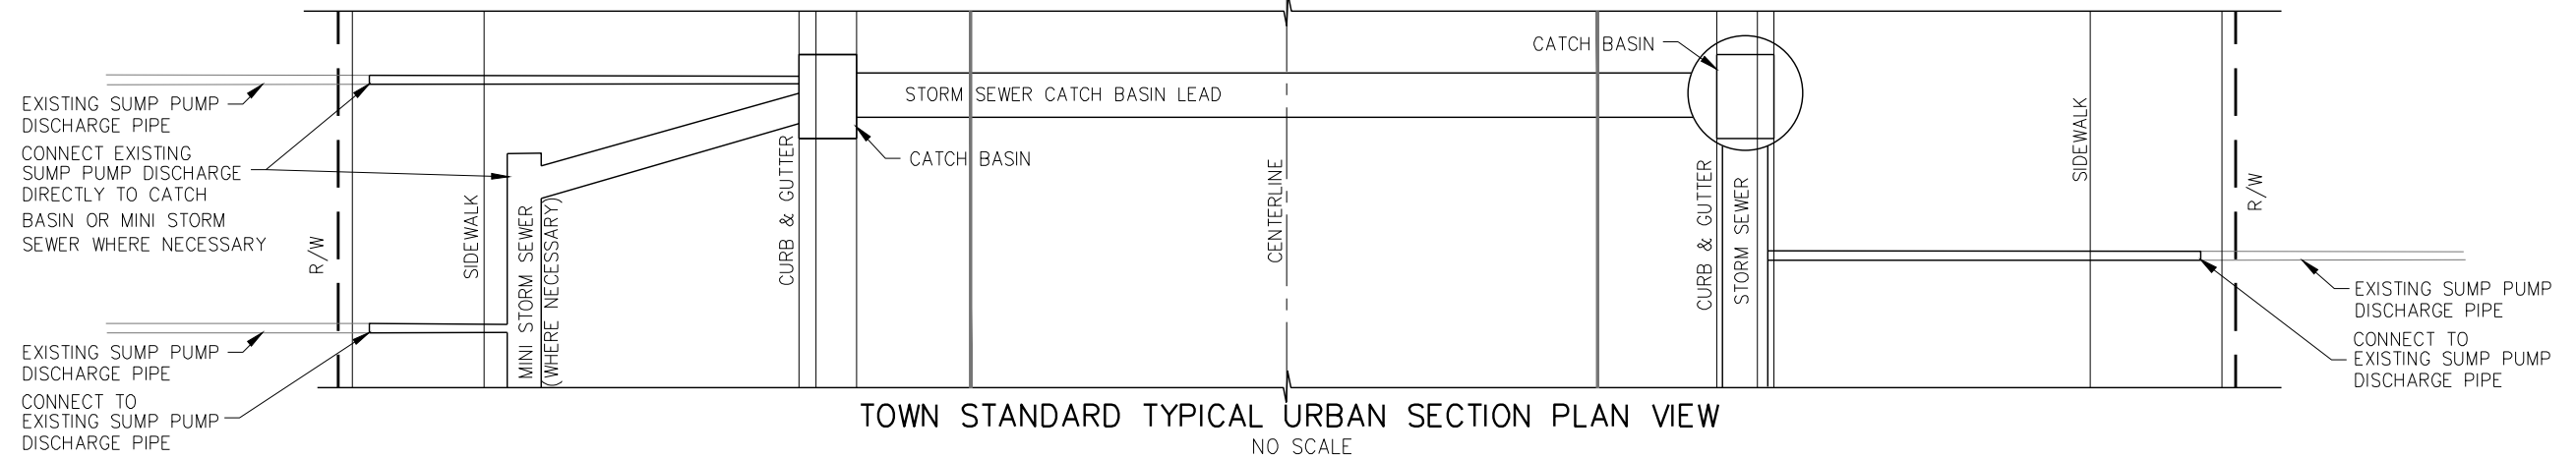 EXISTING SUMP PUMP
DISCHARGE PIPE
CONNECT EXISTING
SUMP PUMP DISCHARGE
DIRECTLY TO CATCH
BASIN OR MINI STORM
SEWER WHERE NECESSARY
EXISTING SUMP PUMP
DISCHARGE PIPE
CONNECT TO
EXISTING SUMP PUMP
DISCHARGE PIPE
R/W
SIDEWALK
MINI STORM SEWER
(WHERE NECESSARY)
CURB & GUTTER
CATCH BASIN
STORM SEWER CATCH BASIN LEAD
CENTERLINE
CATCH BASIN
CURB & GUTTER
STORM SEWER
SIDEWALK
R/W
EXISTING SUMP PUMP
DISCHARGE PIPE
CONNECT TO
EXISTING SUMP PUMP
DISCHARGE PIPE
TOWN STANDARD TYPICAL URBAN SECTION PLAN VIEW
NO SCALE